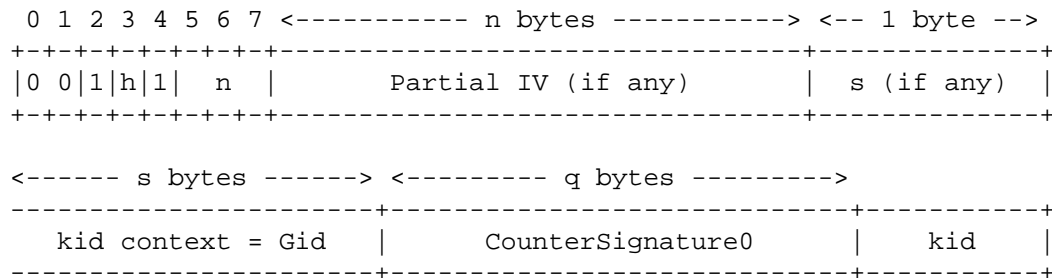 0 1 2 3 4 5 6 7 <----------- n bytes -----------> <-- 1 byte -->
+-+-+-+-+-+-+-+-+---------------------------------+--------------+
|0 0|1|h|1|  n  |       Partial IV (if any)       |  s (if any)  |
+-+-+-+-+-+-+-+-+---------------------------------+--------------+

<------ s bytes ------> <--------- q bytes --------->
-----------------------+-----------------------------+-----------+
   kid context = Gid   |      CounterSignature0      |    kid    |
-----------------------+-----------------------------+-----------+